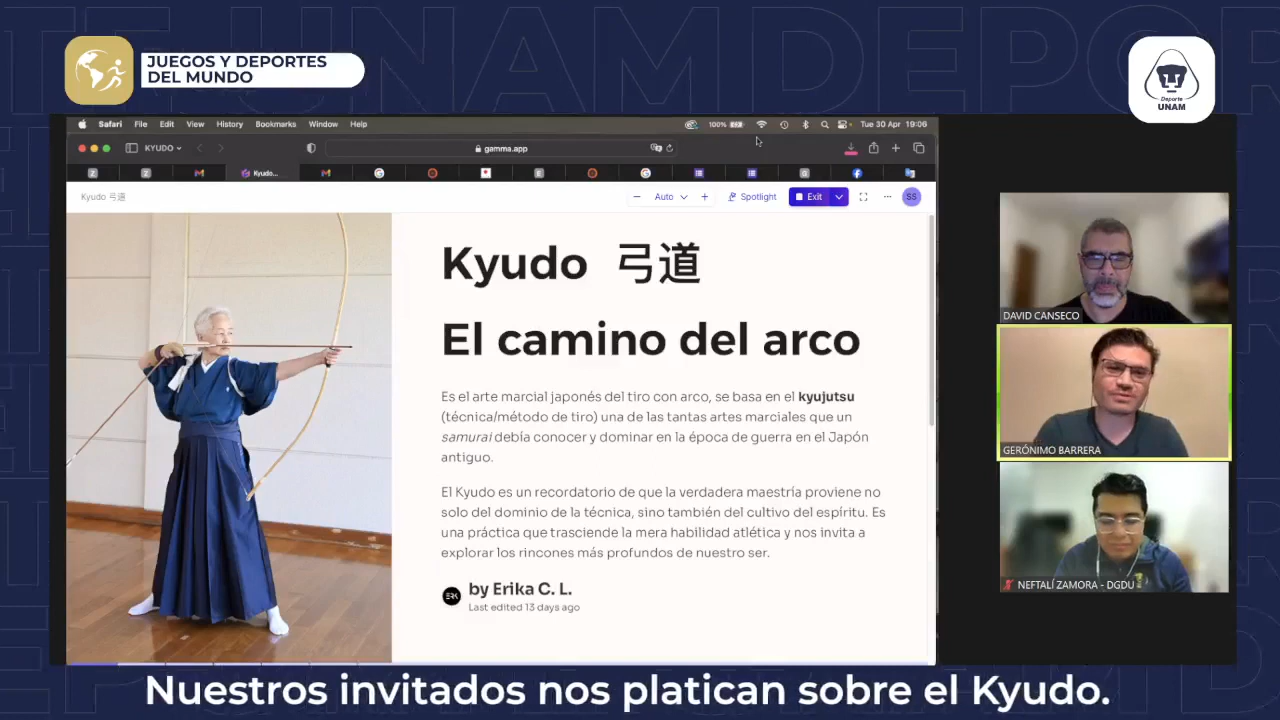 JUEGOS Y DEPORTES
DEL MUNDO
Deporte
UNAM
Safari File Edit View History Bookmarks Window Help
100% Tue 30 Apr 19:06
KYUDO
gamma.app
Kyudo...
Kyudo 弓道
Auto
Spotlight
Exit
SS
Kyudo 弓道
El camino del arco
Es el arte marcial japonés del tiro con arco, se basa en el kyujutsu
(técnica/método de tiro) una de las tantas artes marciales que un
samurai debía conocer y dominar en la época de guerra en el Japón
antiguo.
El Kyudo es un recordatorio de que la verdadera maestría proviene no
solo del dominio de la técnica, sino también del cultivo del espíritu. Es
una práctica que trasciende la mera habilidad atlética y nos invita a
explorar los rincones más profundos de nuestro ser.
by Erika C. L.
Last edited 13 days ago
DAVID CANSECO
GERÓNIMO BARRERA
NEFTALÍ ZAMORA - DGDU
Nuestros invitados nos platican sobre el Kyudo.